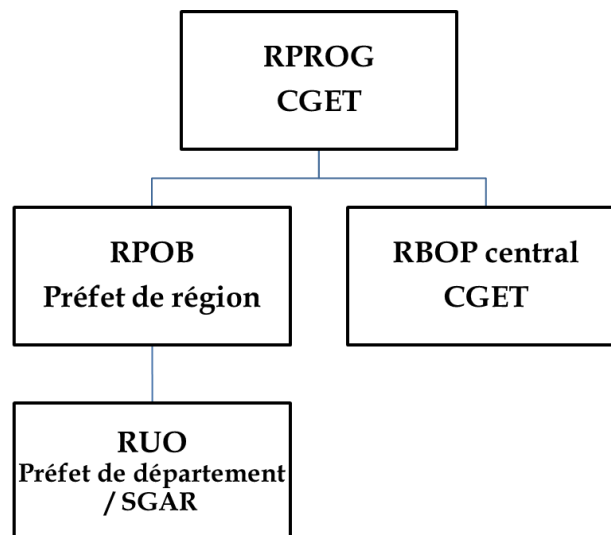 RPROG
CGET
RPOB
Préfet de région
RBOP central
CGET
RUO
Préfet de département
/ SGAR